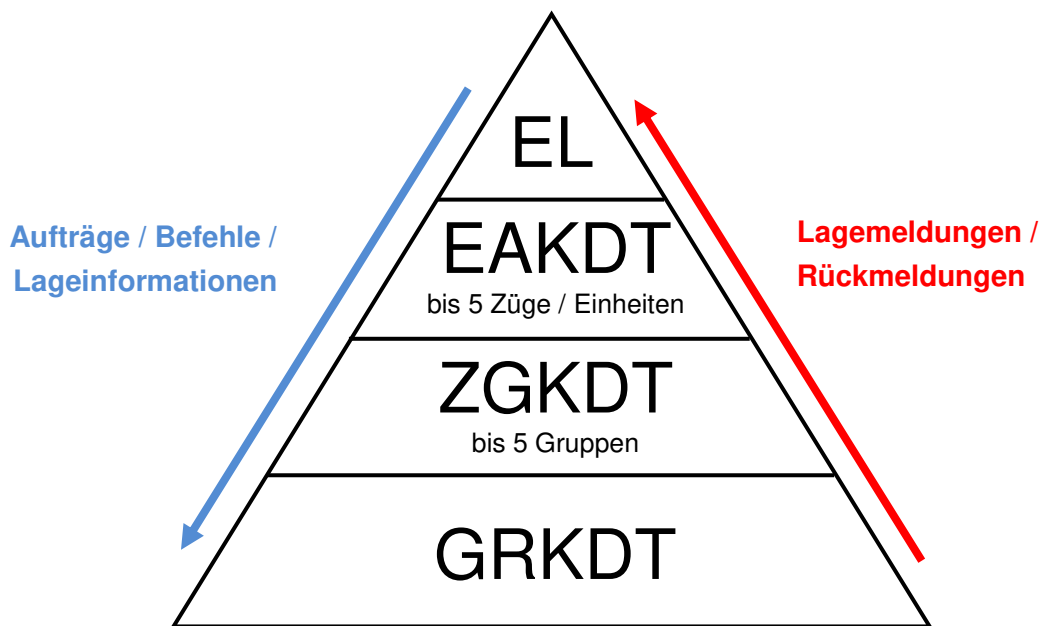 EL
EAKDT
bis 5 Züge / Einheiten
ZGKDT
bis 5 Gruppen
GRKDT
Aufträge / Befehle /
Lageinformationen
Lagemeldungen /
Rückmeldungen